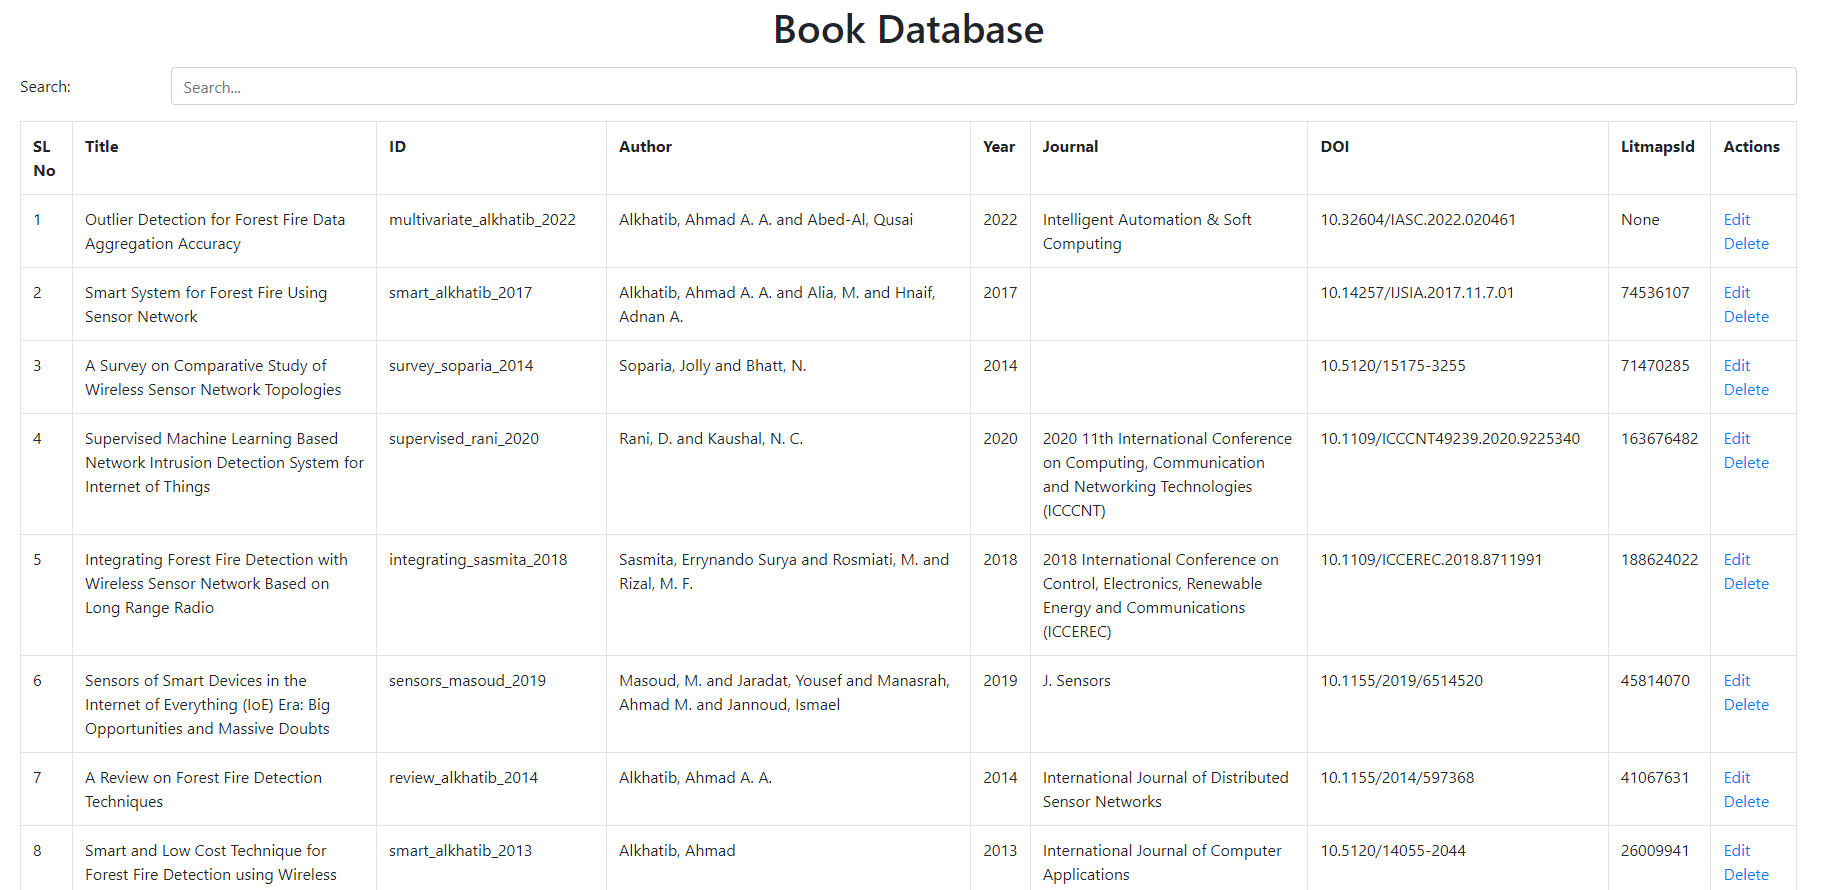 Book Database
Search:
Search...
SL No
Title
ID
Author
Year
Journal
DOI
LitmapsId
Actions
1
Outlier Detection for Forest Fire Data
Aggregation Accuracy
multivariate_alkhatib_2022
Alkhatib, Ahmad A. A. and Abed-Al, Qusai
2022
Intelligent Automation & Soft
Computing
10.32604/IASC.2022.020461
None
Edit
Delete
2
Smart System for Forest Fire Using
Sensor Network
smart_alkhatib_2017
Alkhatib, Ahmad A. A. and Alia, M. and Hnaif,
Adnan A.
2017
10.14257/IJSIA.2017.11.7.01
74536107
Edit
Delete
3
A Survey on Comparative Study of
Wireless Sensor Network Topologies
survey_soparia_2014
Soparia, Jolly and Bhatt, N.
2014
10.5120/15175-3255
71470285
Edit
Delete
4
Supervised Machine Learning Based
Network Intrusion Detection System for
Internet of Things
supervised_rani_2020
Rani, D. and Kaushal, N. C.
2020
2020 11th International Conference
on Computing, Communication
and Networking Technologies
(ICCCNT)
10.1109/ICCCNT49239.2020.9225340
163676482
Edit
Delete
5
Integrating Forest Fire Detection with
Wireless Sensor Network Based on
Long Range Radio
integrating_sasmita_2018
Sasmita, Errynando Surya and Rosmiati, M. and
Rizal, M. F.
2018
2018 International Conference on
Control, Electronics, Renewable
Energy and Communications
(ICCEREC)
10.1109/ICCEREC.2018.8711991
188624022
Edit
Delete
6
Sensors of Smart Devices in the
Internet of Everything (IoE) Era: Big
Opportunities and Massive Doubts
sensors_masoud_2019
Masoud, M. and Jaradat, Yousef and Manasrah,
Ahmad M. and Jannoud, Ismael
2019
J. Sensors
10.1155/2019/6514520
45814070
Edit
Delete
7
A Review on Forest Fire Detection
Techniques
review_alkhatib_2014
Alkhatib, Ahmad A. A.
2014
International Journal of Distributed
Sensor Networks
10.1155/2014/597368
41067631
Edit
Delete
8
Smart and Low Cost Technique for
Forest Fire Detection using Wireless
smart_alkhatib_2013
Alkhatib, Ahmad
2013
International Journal of Computer
Applications
10.5120/14055-2044
26009941
Edit
Delete